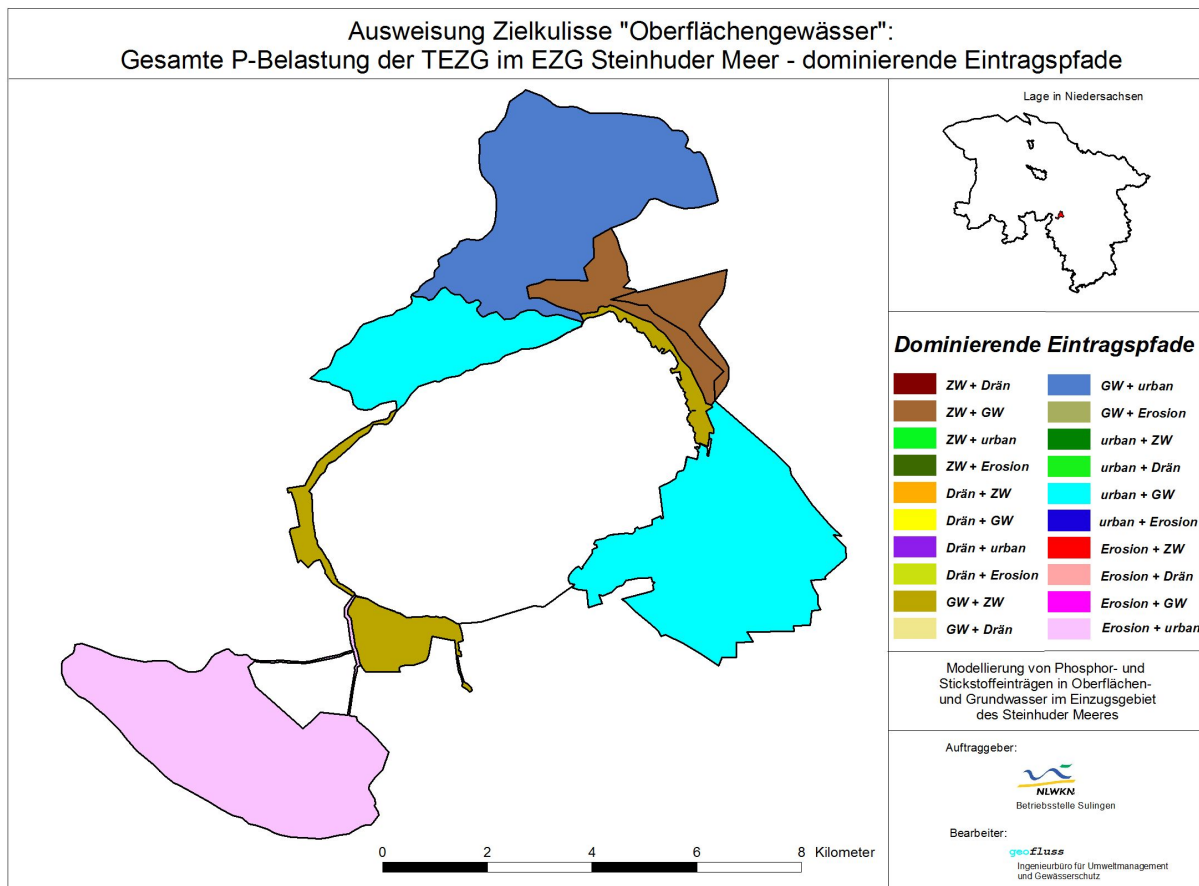 Ausweisung Zielkulisse "Oberflächengewässer":
Gesamte P-Belastung der TEZG im EZG Steinhuder Meer - dominierende Eintragspfade
Lage in Niedersachsen
Dominierende Eintragspfade
ZW + Drän
ZW + GW
ZW + urban
ZW + Erosion
Drän + ZW
Drän + GW
Drän + urban
Drän + Erosion
GW + ZW
GW + Drän
GW + urban
GW + Erosion
urban + ZW
urban + Drän
urban + GW
urban + Erosion
Erosion + ZW
Erosion + Drän
Erosion + GW
Erosion + urban
Modellierung von Phosphor- und
Stickstoffeinträgen in Oberflächen-
und Grundwasser im Einzugsgebiet
des Steinhuder Meeres
Auftraggeber:
NLWKN
Betriebsstelle Sulingen
Bearbeiter:
geofluss
Ingenieurbüro für Umweltmanagement
und Gewässerschutz
0 2 4 6 8 Kilometer